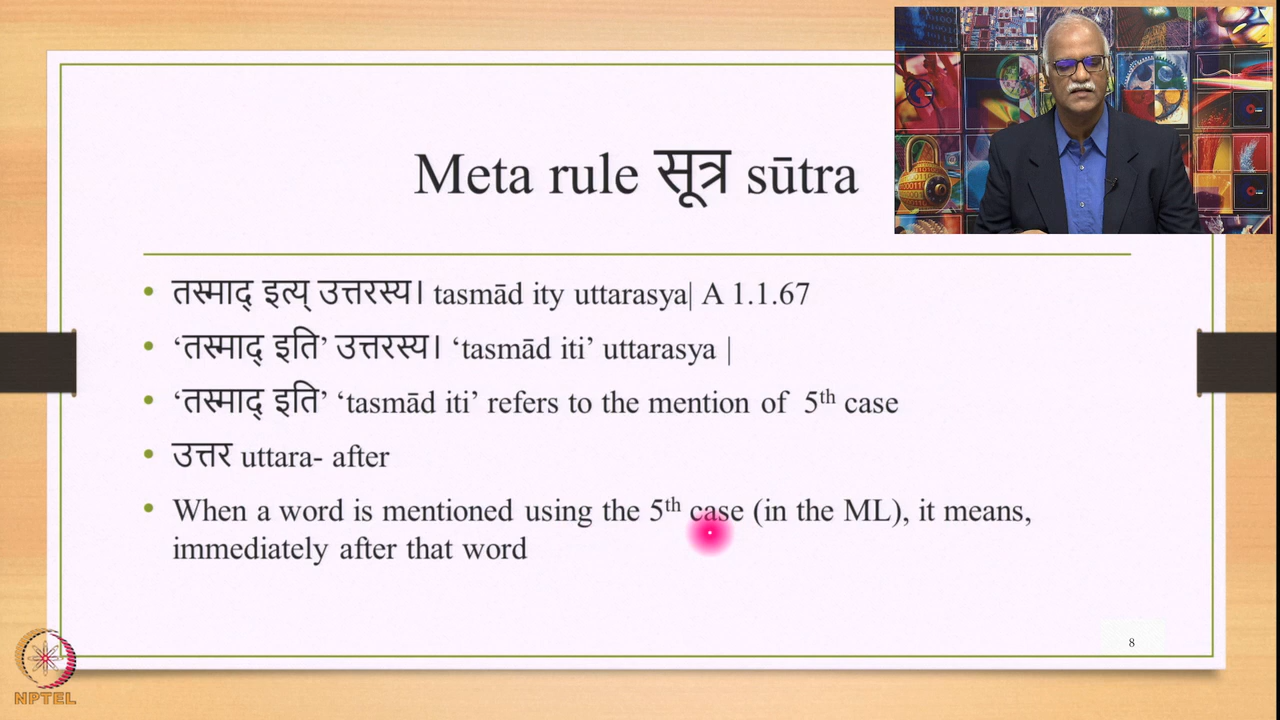 Meta rule सूत्र sūtra
• तस्माद् इत्य् उत्तरस्य। tasmād ity uttarasya| A 1.1.67
• ‘तस्माद् इति’ उत्तरस्य। ‘tasmād iti’ uttarasya |
• ‘तस्माद् इति’ ‘tasmād iti’ refers to the mention of 5th case
• उत्तर uttara- after
• When a word is mentioned using the 5th case (in the ML), it means,
immediately after that word
8
NPTEL